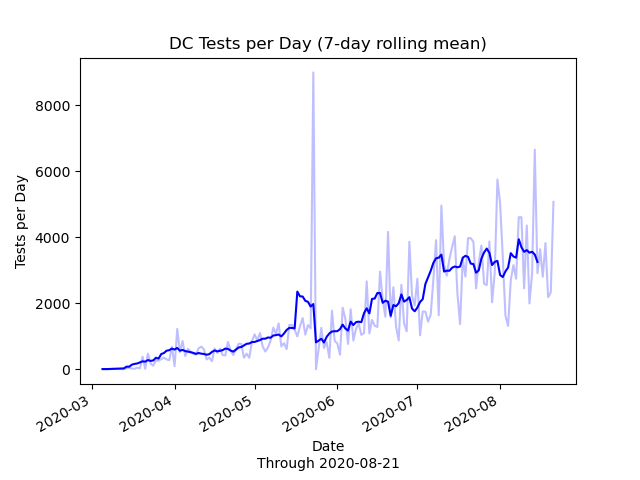 DC Tests per Day (7-day rolling mean)
8000
6000
4000
2000
0
Tests per Day
2020-03
2020-04
2020-05
2020-06
2020-07
2020-08
Date
Through 2020-08-21